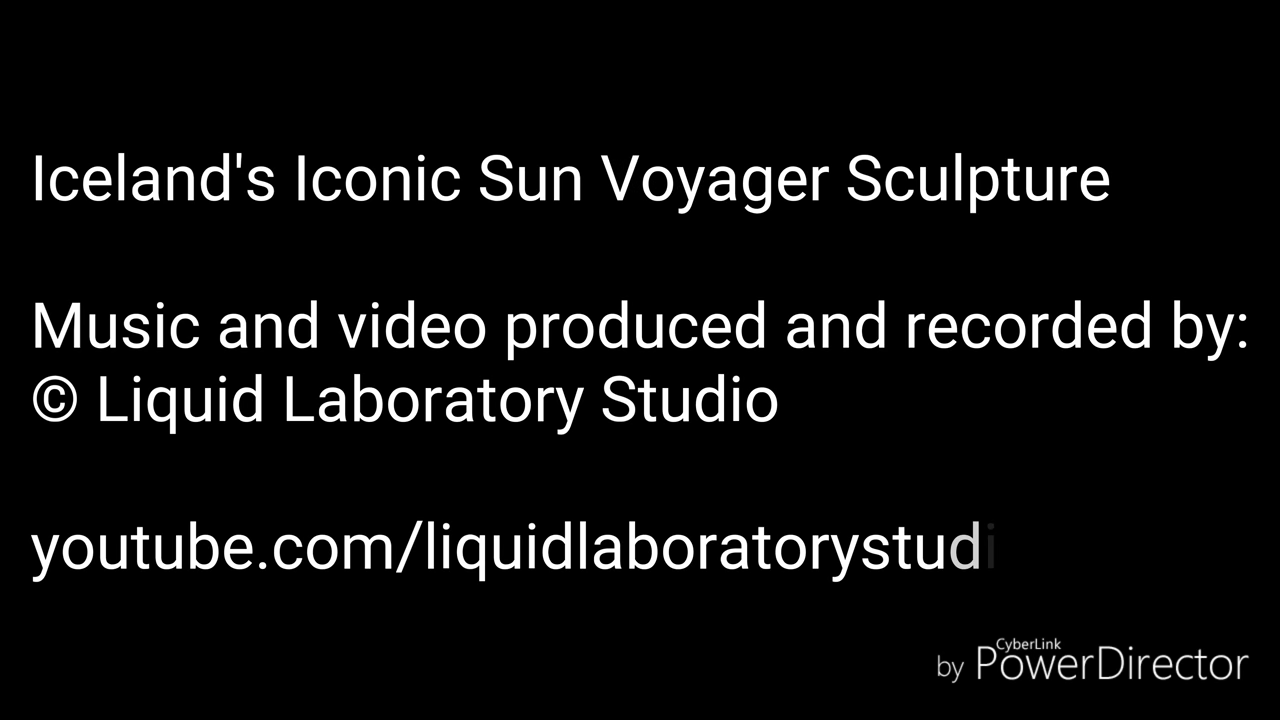 Iceland's Iconic Sun Voyager Sculpture
Music and video produced and recorded by:
© Liquid Laboratory Studio
youtube.com/liquidlaboratorystudi
CyberLink
by PowerDirector